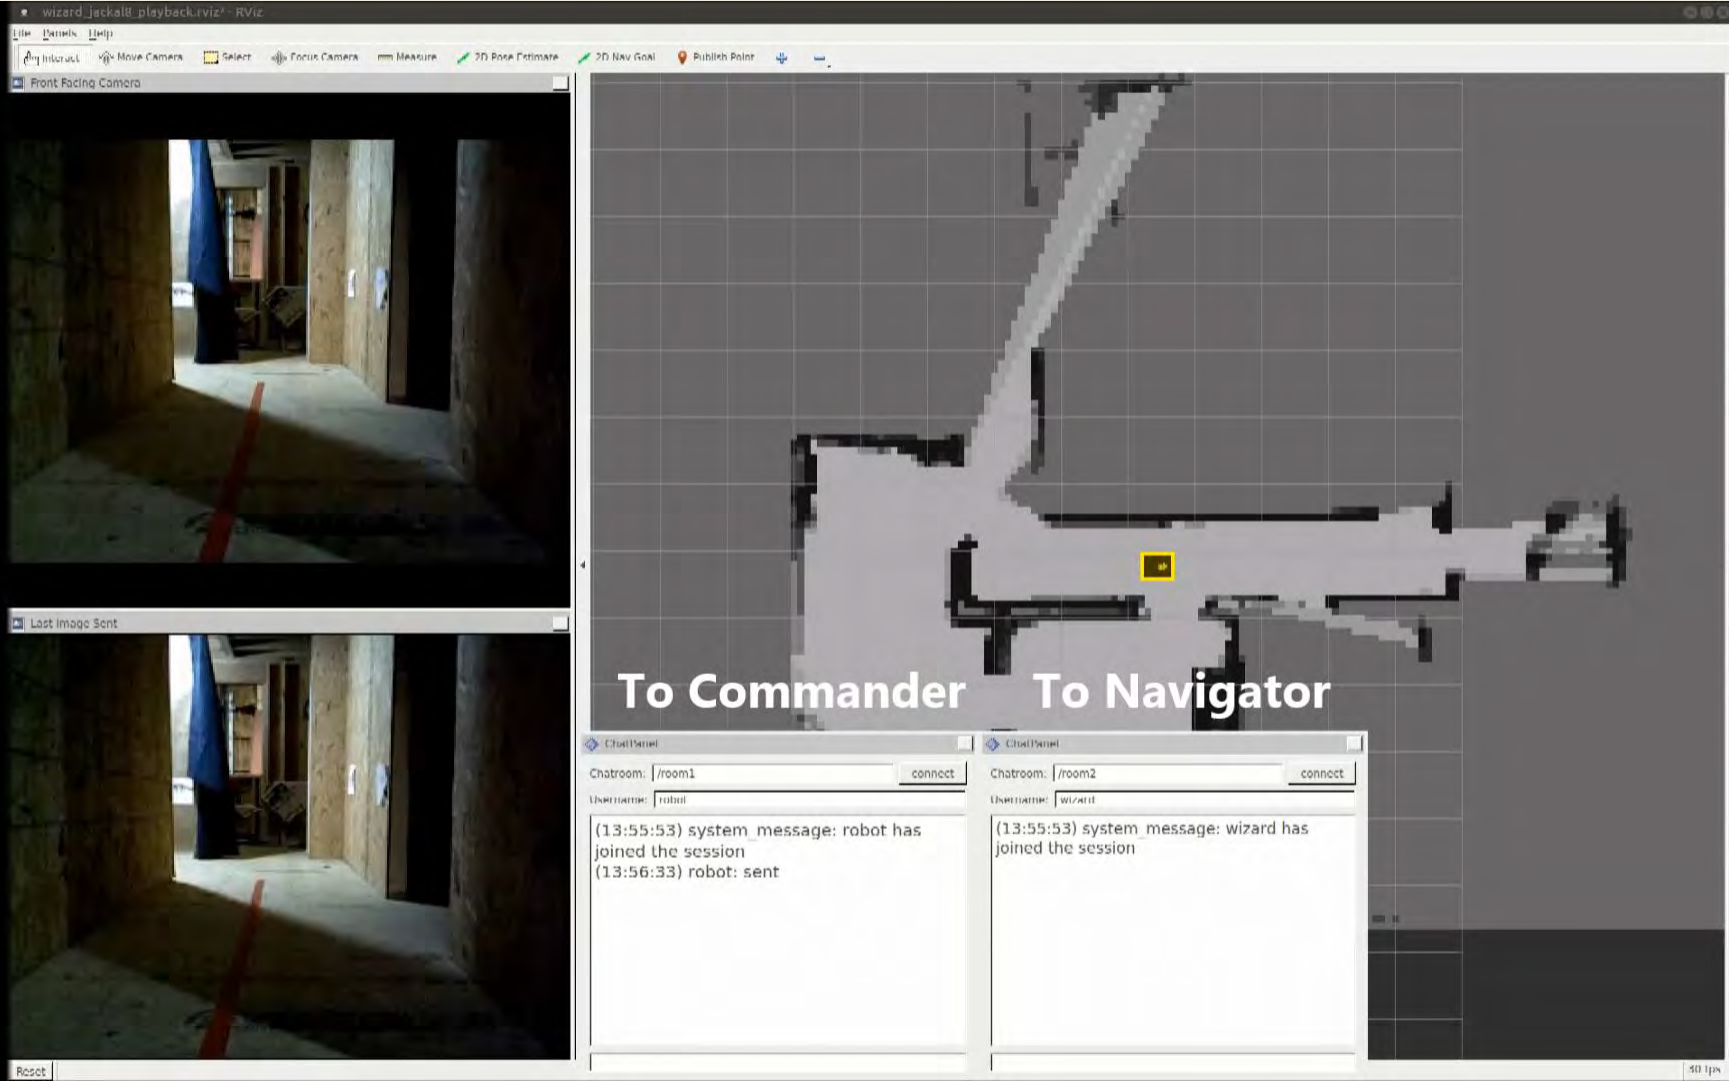 wizard_jackal8_playback.rviz* - RViz
File Panels Help
Interact Move Camera Select Focus Camera Measure 2D Pose Estimate 2D Nav Goal Publish Point
Front Facing Camera
Last Image Sent
To Commander To Navigator
ChatPanel
Chatroom: /room1 connect
Username: robot
(13:55:53) system_message: robot has
joined the session
(13:56:33) robot: sent
ChatPanel
Chatroom: /room2 connect
Username: wizard
(13:55:53) system_message: wizard has
joined the session
Reset
30 fps